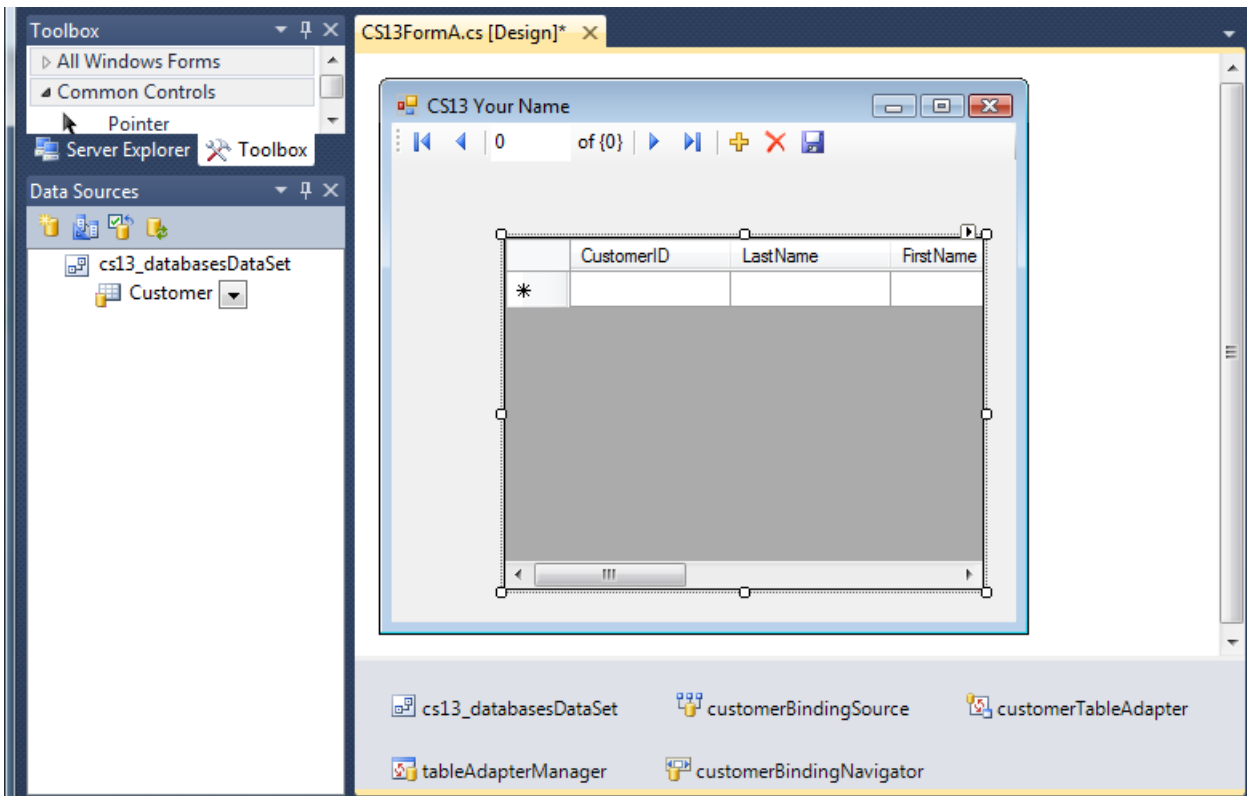 Toolbox
All Windows Forms
Common Controls
Pointer
Server Explorer Toolbox
Data Sources
cs13_databasesDataSet
Customer
CS13FormA.cs [Design]*
CS13 Your Name
0 of {0}
CustomerID LastName FirstName
cs13_databasesDataSet customerBindingSource customerTableAdapter
tableAdapterManager customerBindingNavigator